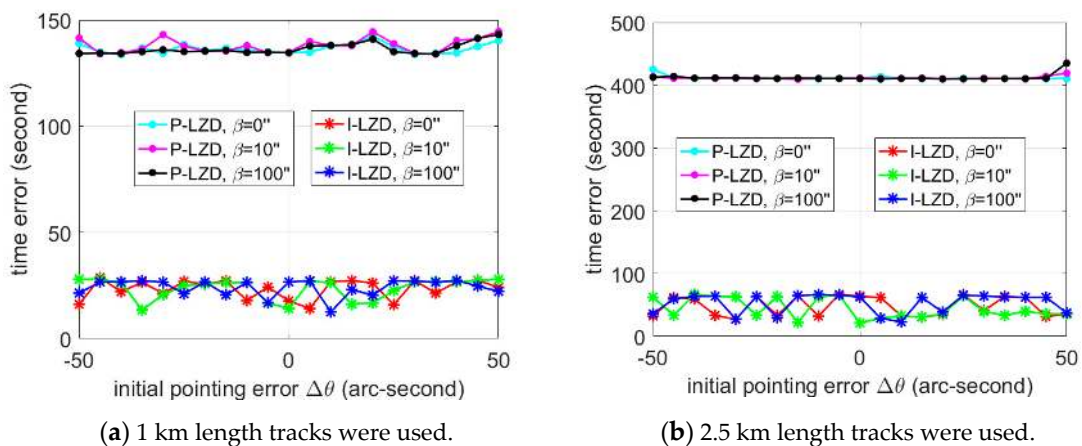 150
100
50
0
time error (second)
P-LZD, β=0"
P-LZD, β=10"
P-LZD, β=100"
I-LZD, β=0"
I-LZD, β=10"
I-LZD, β=100"
-50
0
50
initial pointing error Δθ (arc-second)
(a) 1 km length tracks were used.
500
400
300
200
100
0
time error (second)
P-LZD, β=0"
P-LZD, β=10"
P-LZD, β=100"
I-LZD, β=0"
I-LZD, β=10"
I-LZD, β=100"
-50
0
50
initial pointing error Δθ (arc-second)
(b) 2.5 km length tracks were used.